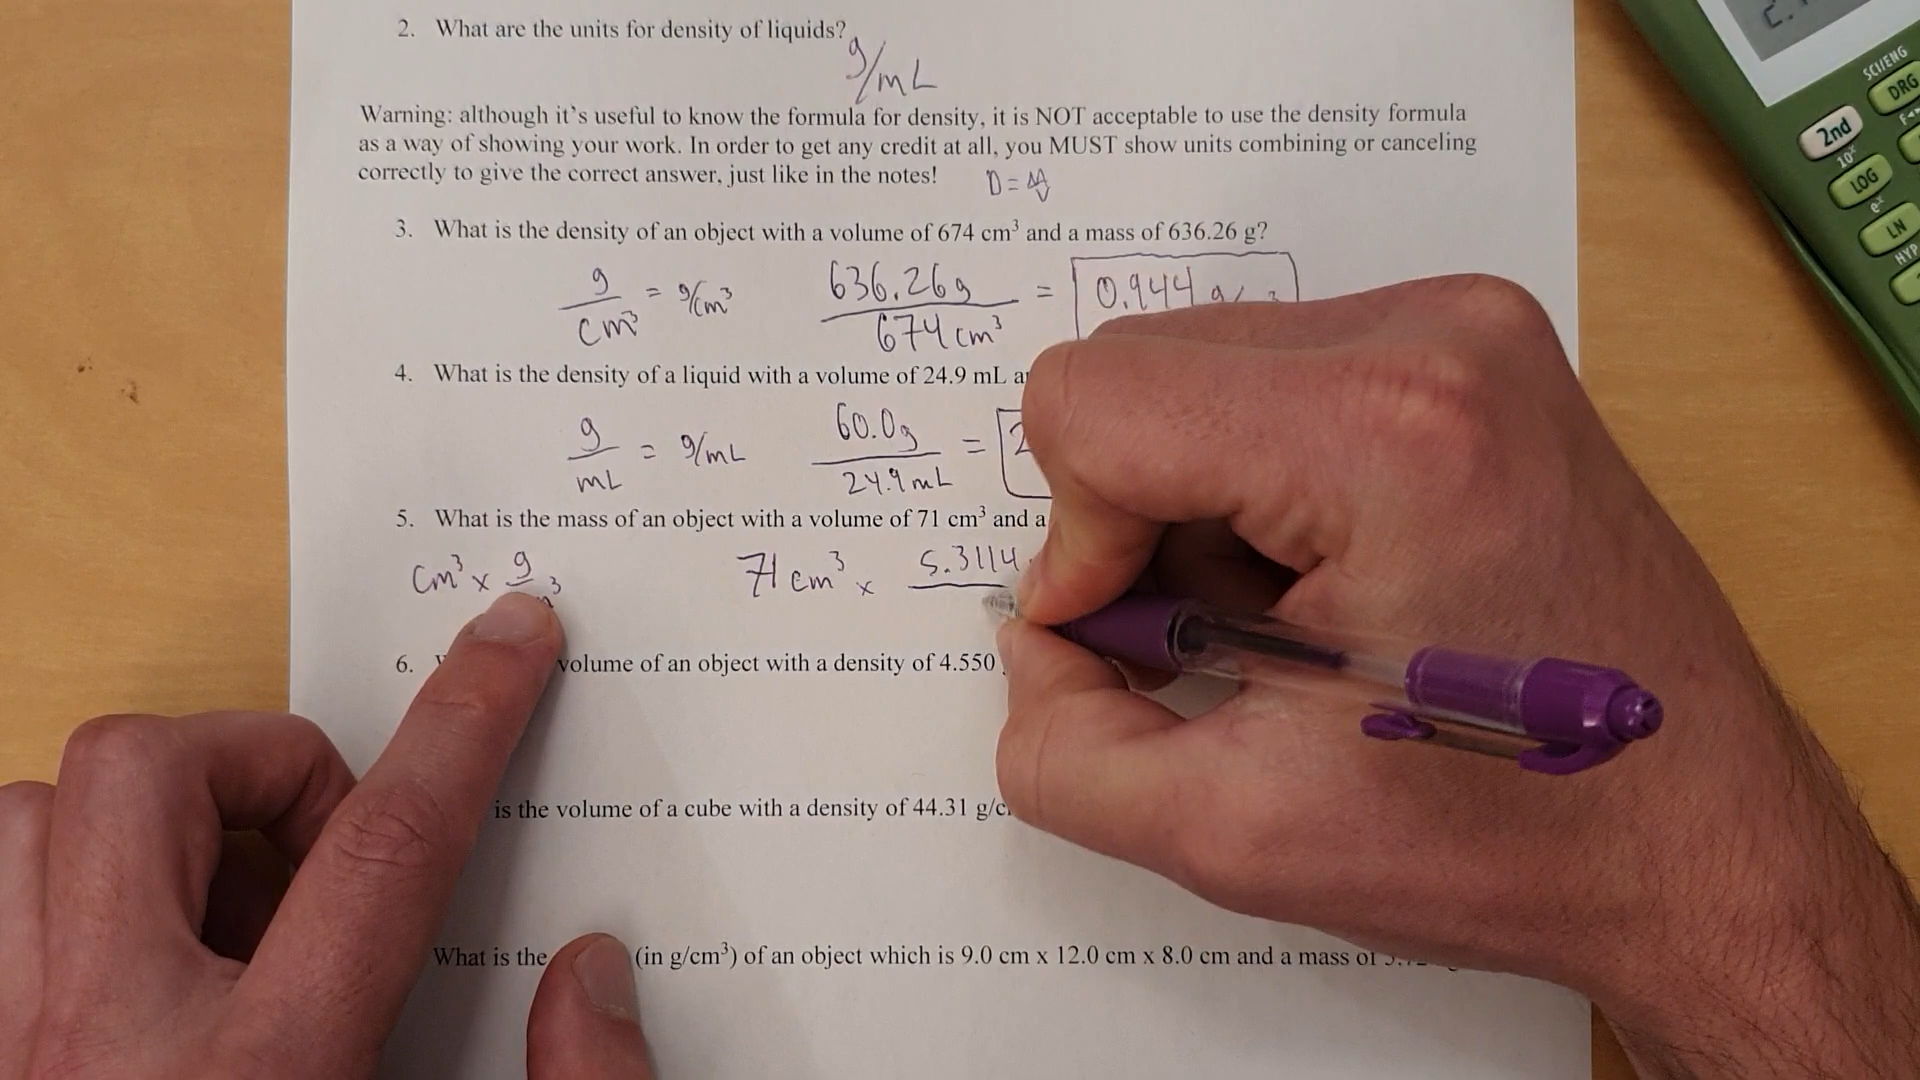 2. What are the units for density of liquids?
g/mL
Warning: although it's useful to know the formula for density, it is NOT acceptable to use the density formula
as a way of showing your work. In order to get any credit at all, you MUST show units combining or canceling
correctly to give the correct answer, just like in the notes! D = M/V
3. What is the density of an object with a volume of 674 cm³ and a mass of 636.26 g?
g/cm³ = g/cm³ 636.26g/674cm³ = 0.944
4. What is the density of a liquid with a volume of 24.9 mL
g/mL = g/mL 60.0g/24.9mL = 2
5. What is the mass of an object with a volume of 71 cm³ and a
cm³ x g 3 71 cm³ x 5.3114
6. volume of an object with a density of 4.550
is the volume of a cube with a density of 44.31
What is the (in g/cm³) of an object which is 9.0 cm x 12.0 cm x 8.0 cm and a mass of
2nd
SCI/ENG
DRG
10ˣ
LOG
eˣ
LN
HYP